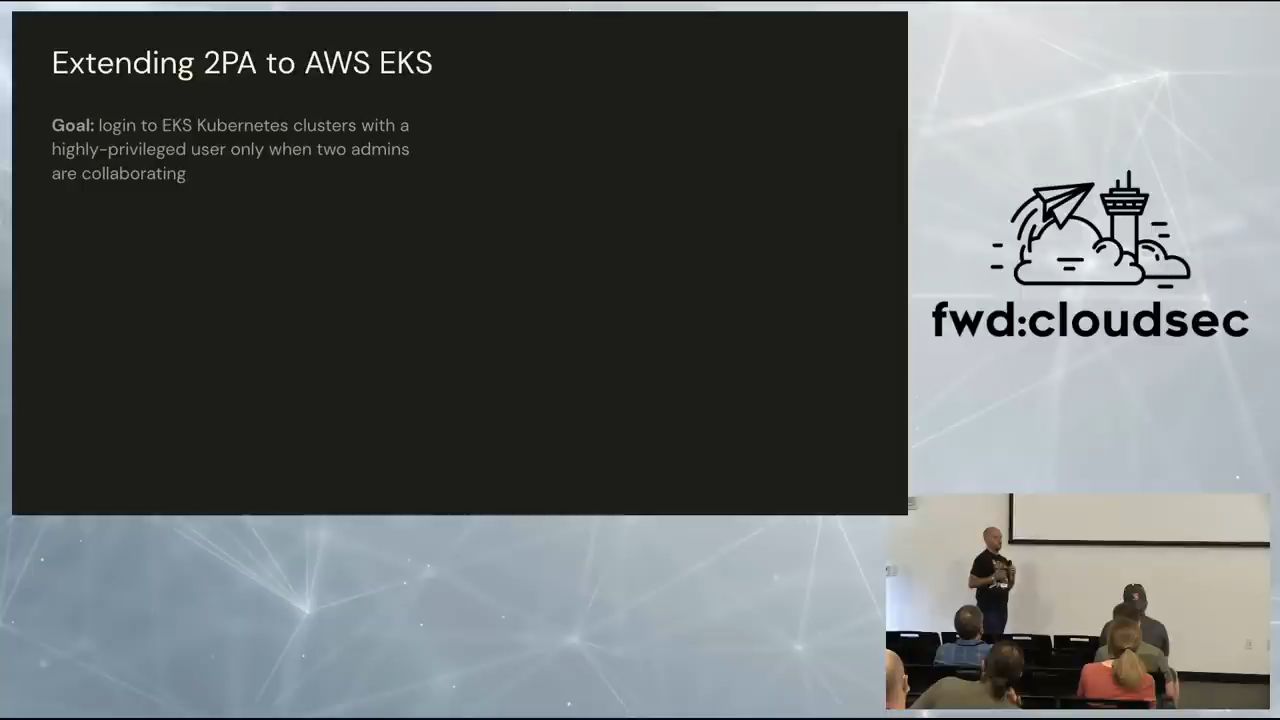 Extending 2PA to AWS EKS
Goal: login to EKS Kubernetes clusters with a
highly-privileged user only when two admins
are collaborating
fwd:cloudsec